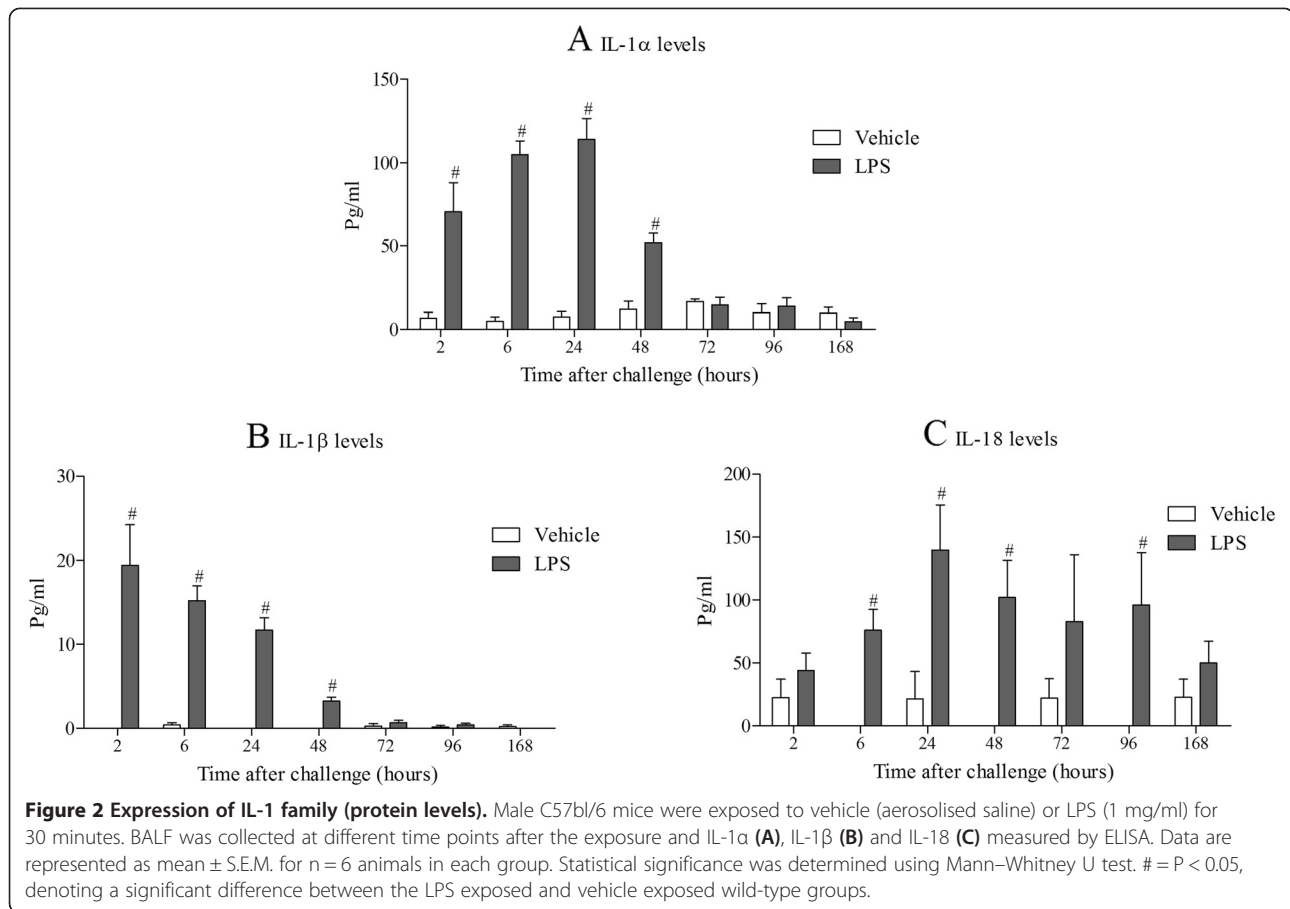 A IL-1α levels
150
100
50
0
Pg/ml
# # # #
Vehicle
LPS
2 6 24 48 72 96 168
Time after challenge (hours)
B IL-1β levels
30
20
10
0
Pg/ml
# # # #
Vehicle
LPS
2 6 24 48 72 96 168
Time after challenge (hours)
C IL-18 levels
200
150
100
50
0
Pg/ml
# # # #
Vehicle
LPS
2 6 24 48 72 96 168
Time after challenge (hours)
Figure 2 Expression of IL-1 family (protein levels). Male C57bl/6 mice were exposed to vehicle (aerosolised saline) or LPS (1 mg/ml) for
30 minutes. BALF was collected at different time points after the exposure and IL-1α (A), IL-1β (B) and IL-18 (C) measured by ELISA. Data are
represented as mean ± S.E.M. for n = 6 animals in each group. Statistical significance was determined using Mann–Whitney U test. # = P < 0.05,
denoting a significant difference between the LPS exposed and vehicle exposed wild-type groups.